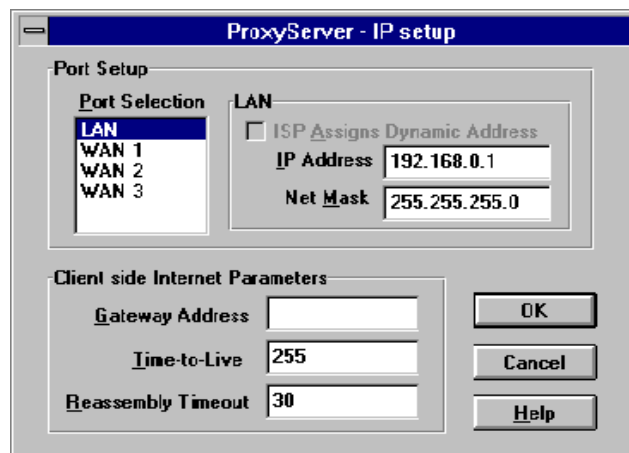 ProxyServer - IP setup
Port Setup
Port Selection
LAN
WAN 1
WAN 2
WAN 3
LAN
ISP Assigns Dynamic Address
IP Address 192.168.0.1
Net Mask 255.255.255.0
Client side Internet Parameters
Gateway Address
Time-to-Live 255
Reassembly Timeout 30
OK
Cancel
Help